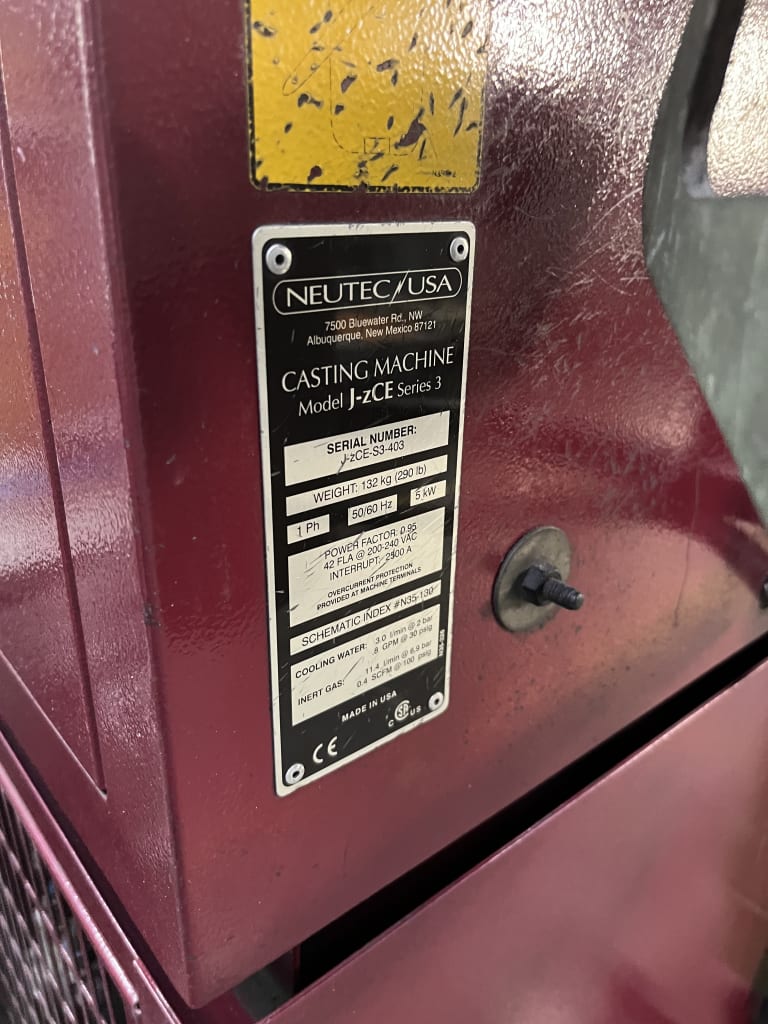 NEUTEC/USA
7500 Bluewater Rd., NW
Albuquerque, New Mexico 87121
CASTING MACHINE
Model J-zCE Series 3
SERIAL NUMBER:
J-zCE-S3-403
WEIGHT: 132 kg (290 lb)
1 Ph 50/60 Hz 5 kW
POWER FACTOR: 0.95
42 FLA @ 200-240 VAC
INTERRUPT: 2500 A
OVERCURRENT PROTECTION
PROVIDED AT MACHINE TERMINALS
SCHEMATIC INDEX #N35-130
COOLING WATER: 3.0 l/min @ 2 bar
.8 GPM @ 30 psig
INERT GAS: 11.4 l/min @ 6.9 bar
0.4 SCFM @ 100 psig
MADE IN USA
CE
C SA US